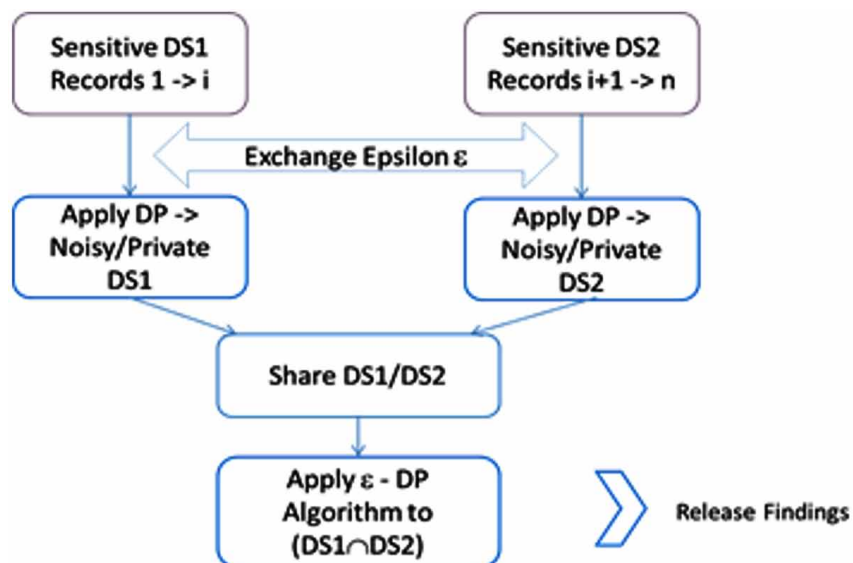 Sensitive DS1
Records 1 -> i
Sensitive DS2
Records i+1 -> n
Exchange Epsilon ε
Apply DP ->
Noisy/Private
DS1
Apply DP ->
Noisy/Private
DS2
Share DS1/DS2
Apply ε - DP
Algorithm to
(DS1∩DS2)
Release Findings